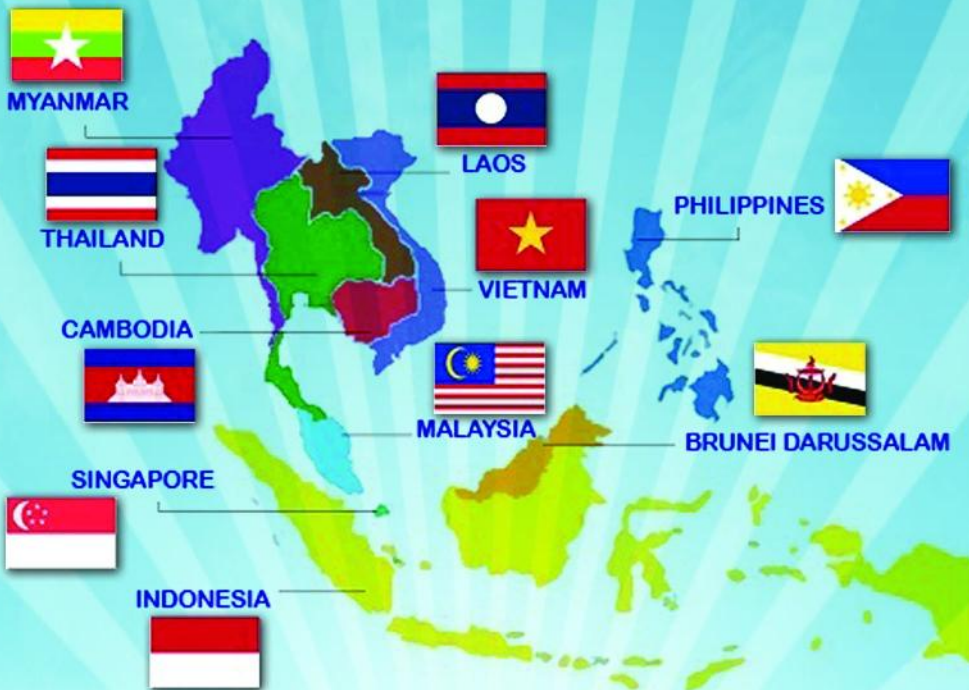 MYANMAR
LAOS
THAILAND
PHILIPPINES
VIETNAM
CAMBODIA
MALAYSIA
BRUNEI DARUSSALAM
SINGAPORE
INDONESIA